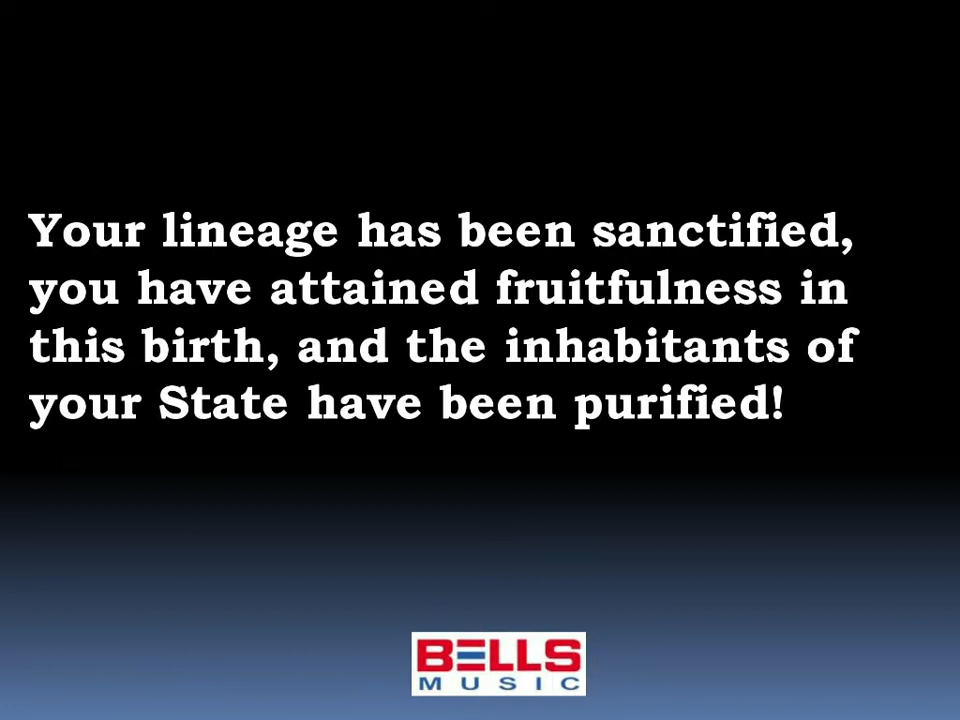 Your lineage has been sanctified,
you have attained fruitfulness in
this birth, and the inhabitants of
your State have been purified!
BELLS
MUSIC